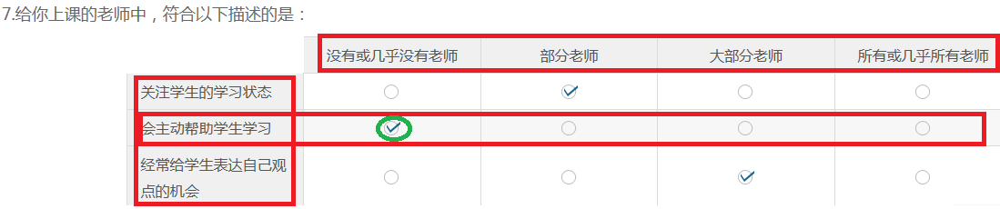 7.给你上课的老师中，符合以下描述的是：
没有或几乎没有老师 部分老师 大部分老师 所有或几乎所有老师
关注学生的学习状态
会主动帮助学生学习
经常给学生表达自己观
点的机会